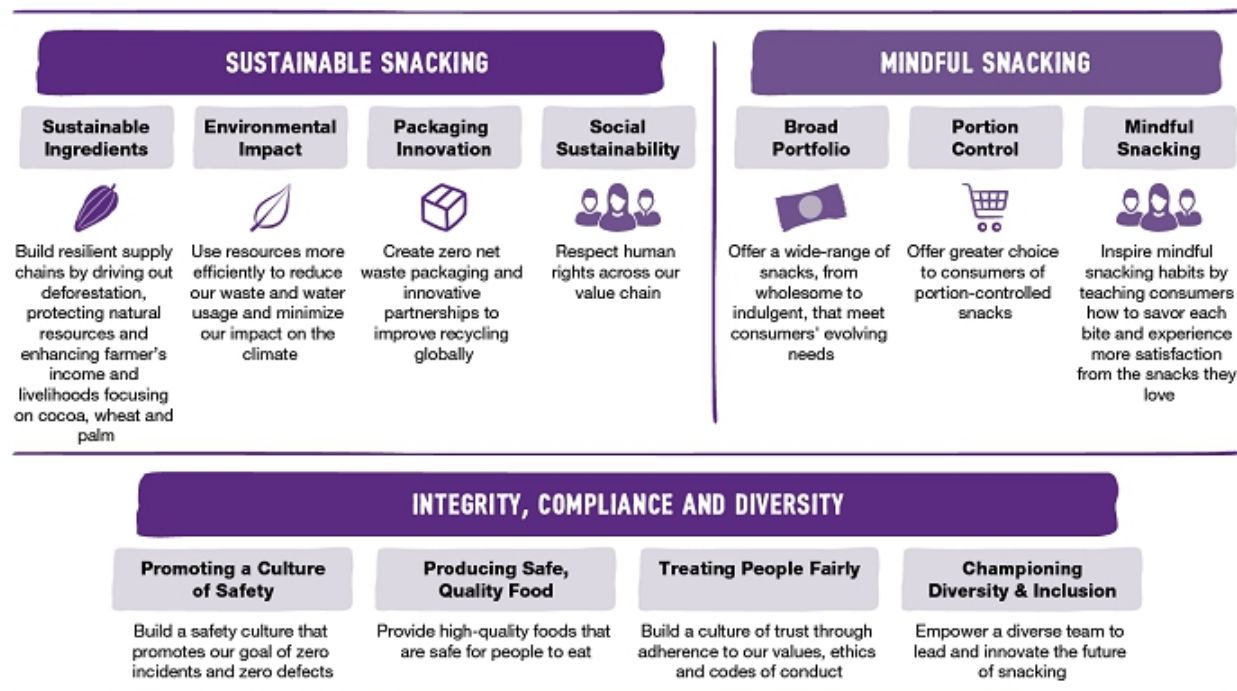 SUSTAINABLE SNACKING
Sustainable
Ingredients
Build resilient supply
chains by driving out
deforestation,
protecting natural
resources and
enhancing farmer's
income and
livelihoods focusing
on cocoa, wheat and
palm
Environmental
Impact
Use resources more
efficiently to reduce
our waste and water
usage and minimize
our impact on the
climate
Packaging
Innovation
Create zero net
waste packaging and
innovative
partnerships to
improve recycling
globally
Social
Sustainability
Respect human
rights across our
value chain
MINDFUL SNACKING
Broad
Portfolio
Offer a wide-range of
snacks, from
wholesome to
indulgent, that meet
consumers' evolving
needs
Portion
Control
Offer greater choice
to consumers of
portion-controlled
snacks
Mindful
Snacking
Inspire mindful
snacking habits by
teaching consumers
how to savor each
bite and experience
more satisfaction
from the snacks they
love
INTEGRITY, COMPLIANCE AND DIVERSITY
Promoting a Culture
of Safety
Build a safety culture that
promotes our goal of zero
incidents and zero defects
Producing Safe,
Quality Food
Provide high-quality foods that
are safe for people to eat
Treating People Fairly
Build a culture of trust through
adherence to our values, ethics
and codes of conduct
Championing
Diversity & Inclusion
Empower a diverse team to
lead and innovate the future
of snacking